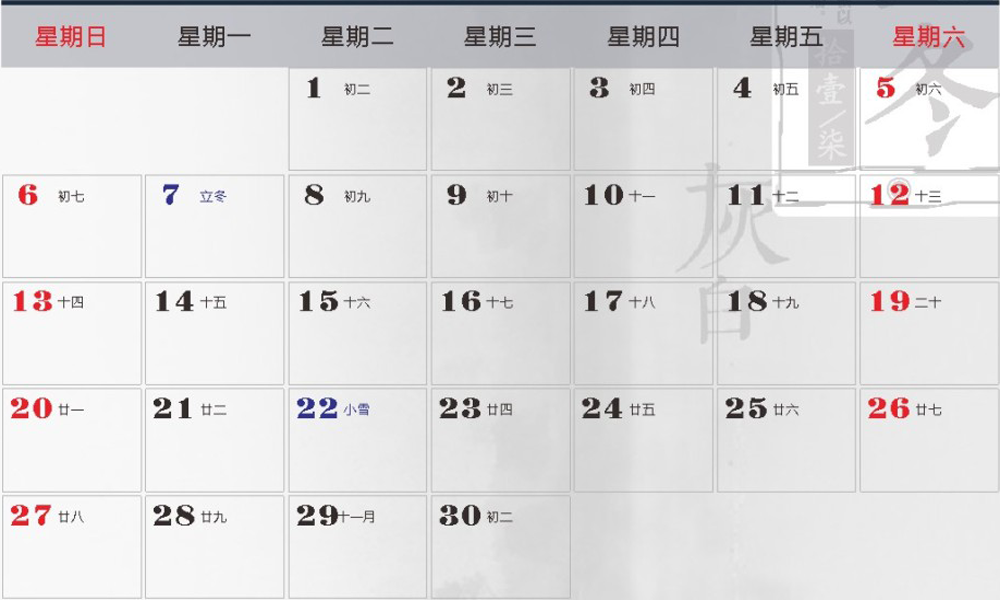 星期日 星期一 星期二 星期三 星期四 星期五 星期六
1 初二 2 初三 3 初四 4 初五 5 初六
6 初七 7 立冬 8 初九 9 初十 10 十一 11 十二 12 十三
13 十四 14 十五 15 十六 16 十七 17 十八 18 十九 19 二十
20 廿一 21 廿二 22 小雪 23 廿四 24 廿五 25 廿六 26 廿七
27 廿八 28 廿九 29 十一月 30 初二
以
拾壹/柒
冬
灰白